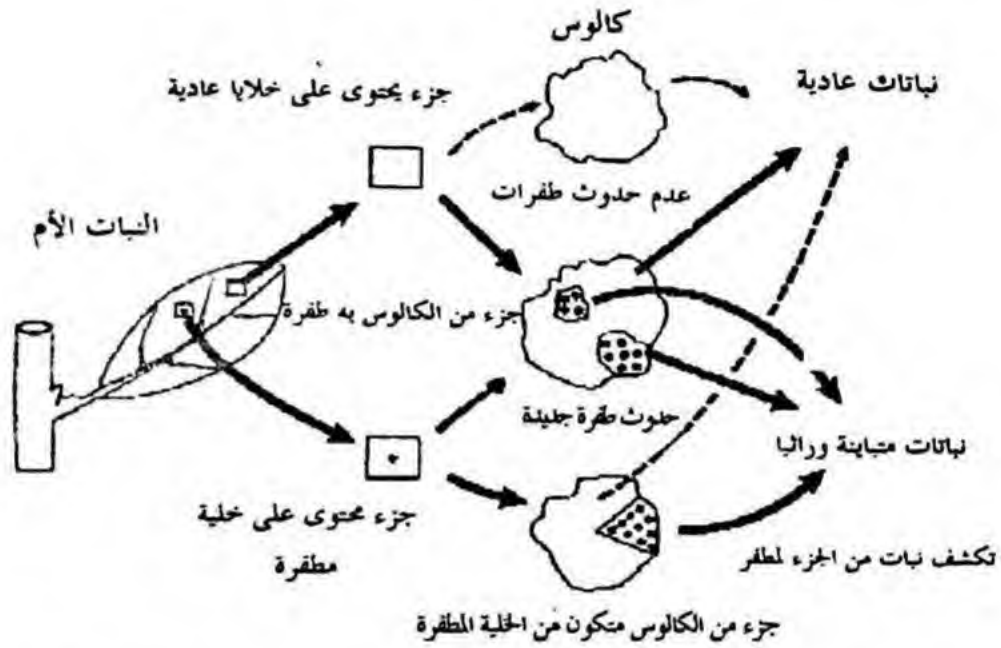 كالوس
جزء يحتوى على خلايا عادية
نباتات عادية
عدم حدوث طفرات
النبات الأم
جزء من الكالوس به طفرة
حدوث طفرة جديدة
نباتات متباينة وراثيا
جزء محتوى على خلية
مطفرة
تكشف نبات من الجزء لمطفر
جزء من الكالوس متكون من الخلية المطفرة